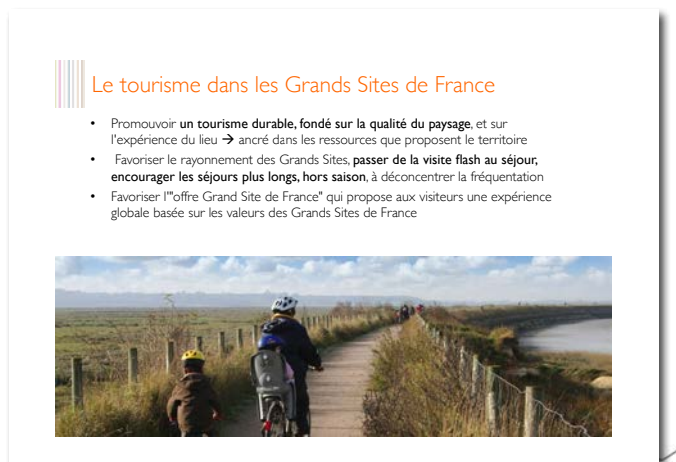 Le tourisme dans les Grands Sites de France
• Promouvoir un tourisme durable, fondé sur la qualité du paysage, et sur
l'expérience du lieu → ancré dans les ressources que proposent le territoire
• Favoriser le rayonnement des Grands Sites, passer de la visite flash au séjour,
encourager les séjours plus longs, hors saison, à déconcentrer la fréquentation
• Favoriser l'"offre Grand Site de France" qui propose aux visiteurs une expérience
globale basée sur les valeurs des Grands Sites de France